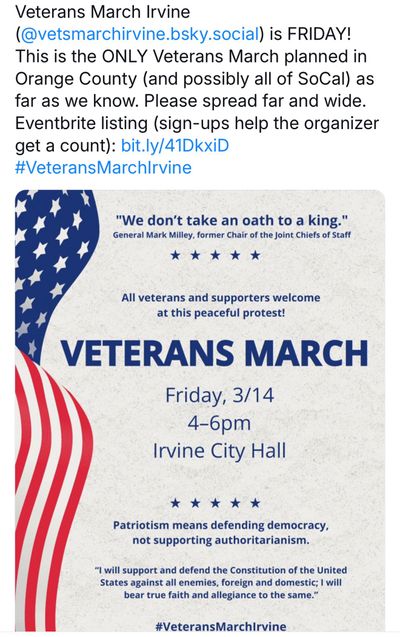 Veterans March Irvine
(@vetsmarchirvine.bsky.social) is FRIDAY!
This is the ONLY Veterans March planned in
Orange County (and possibly all of SoCal) as
far as we know. Please spread far and wide.
Eventbrite listing (sign-ups help the organizer
get a count): bit.ly/41DkxiD
#VeteransMarchIrvine
"We don't take an oath to a king."
General Mark Milley, former Chair of the Joint Chiefs of Staff
All veterans and supporters welcome
at this peaceful protest!
VETERANS MARCH
Friday, 3/14
4–6pm
Irvine City Hall
Patriotism means defending democracy,
not supporting authoritarianism.
"I will support and defend the Constitution of the United
States against all enemies, foreign and domestic; I will
bear true faith and allegiance to the same."
#VeteransMarchIrvine